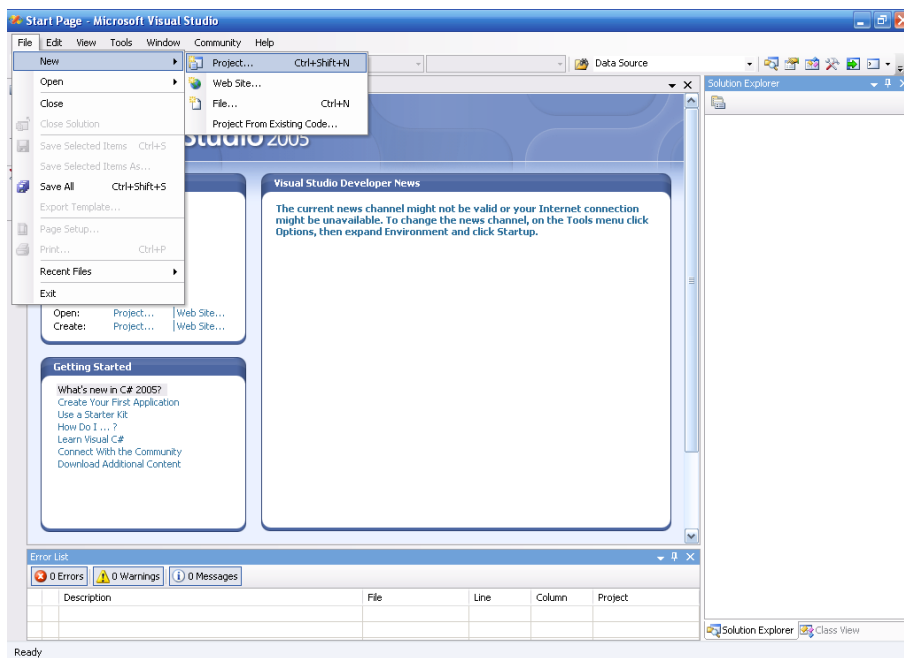 Start Page - Microsoft Visual Studio
File Edit View Tools Window Community Help
New
Open
Close
Close Solution
Save Selected Items Ctrl+S
Save Selected Items As...
Save All Ctrl+Shift+S
Export Template...
Page Setup...
Print... Ctrl+P
Recent Files
Exit
Project... Ctrl+Shift+N
Web Site...
File... Ctrl+N
Project From Existing Code...
Data Source
Studio 2005
Open: Project... Web Site...
Create: Project... Web Site...
Getting Started
What's new in C# 2005?
Create Your First Application
Use a Starter Kit
How Do I ... ?
Learn Visual C#
Connect With the Community
Download Additional Content
Visual Studio Developer News
The current news channel might not be valid or your Internet connection
might be unavailable. To change the news channel, on the Tools menu click
Options, then expand Environment and click Startup.
Solution Explorer
Error List
0 Errors 0 Warnings 0 Messages
Description File Line Column Project
Solution Explorer Class View
Ready